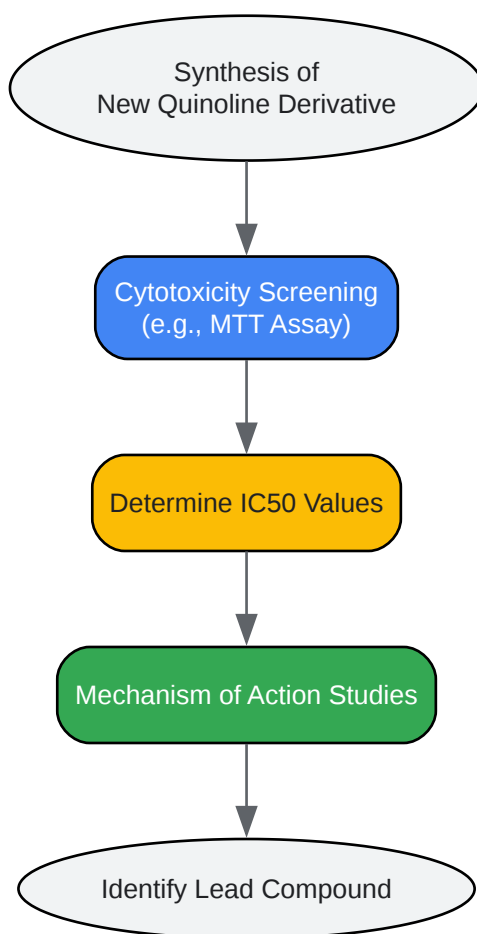 Synthesis of
New Quinoline Derivative
Cytotoxicity Screening
(e.g., MTT Assay)
Determine IC50 Values
Mechanism of Action Studies
Identify Lead Compound